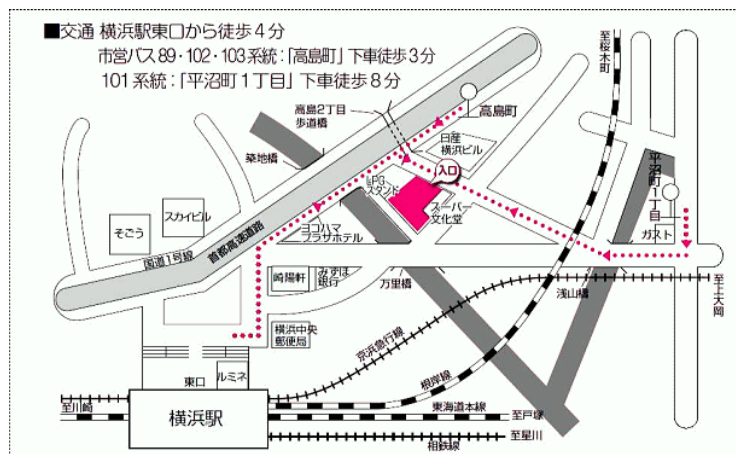 ■交通 横浜駅東口から徒歩4分
市営バス89・102・103系統:「高島町」下車徒歩3分
101系統:「平沼町1丁目」下車徒歩8分
至桜木町
高島2丁目
歩道橋
高島町
日産
横浜ビル
築地橋
入口
平沼町1丁目
LPG
スタンド
スーパー
文化堂
スカイビル
そごう
ヨコハマ
プラザホテル
ガスト
首都高速道路
国道1号線
崎陽軒
みずほ
銀行
万里橋
浅山橋
至上大岡
横浜中央
郵便局
京浜急行線
東口
ルミネ
根岸線
至川崎
横浜駅
東海道本線
至戸塚
相鉄線
至星川